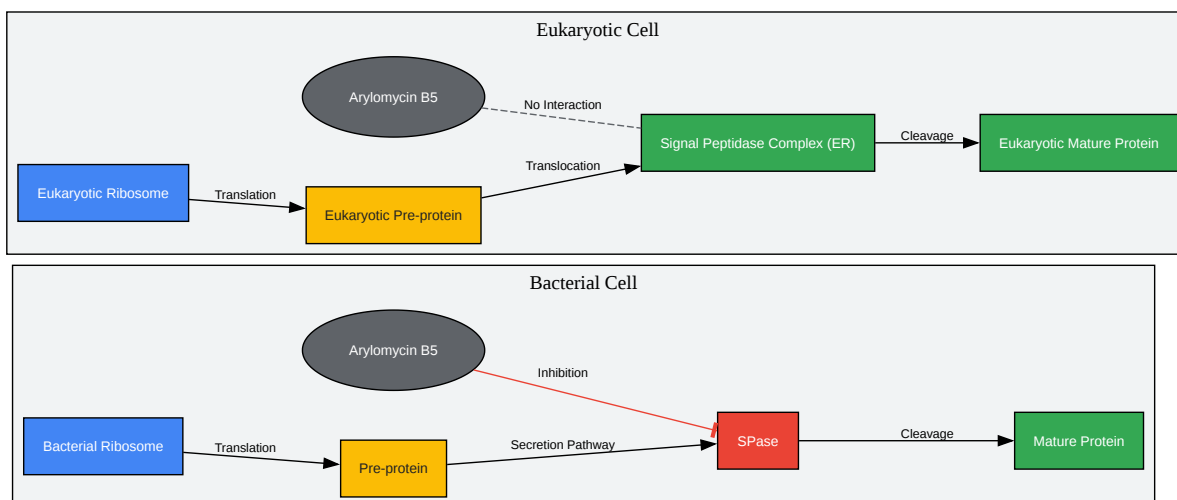 Eukaryotic Cell
Arylomycin B5
No Interaction
Signal Peptidase Complex (ER)
Cleavage
Eukaryotic Mature Protein
Translocation
Eukaryotic Ribosome
Translation
Eukaryotic Pre-protein
Bacterial Cell
Arylomycin B5
Inhibition
Bacterial Ribosome
Translation
Pre-protein
Secretion Pathway
SPase
Cleavage
Mature Protein